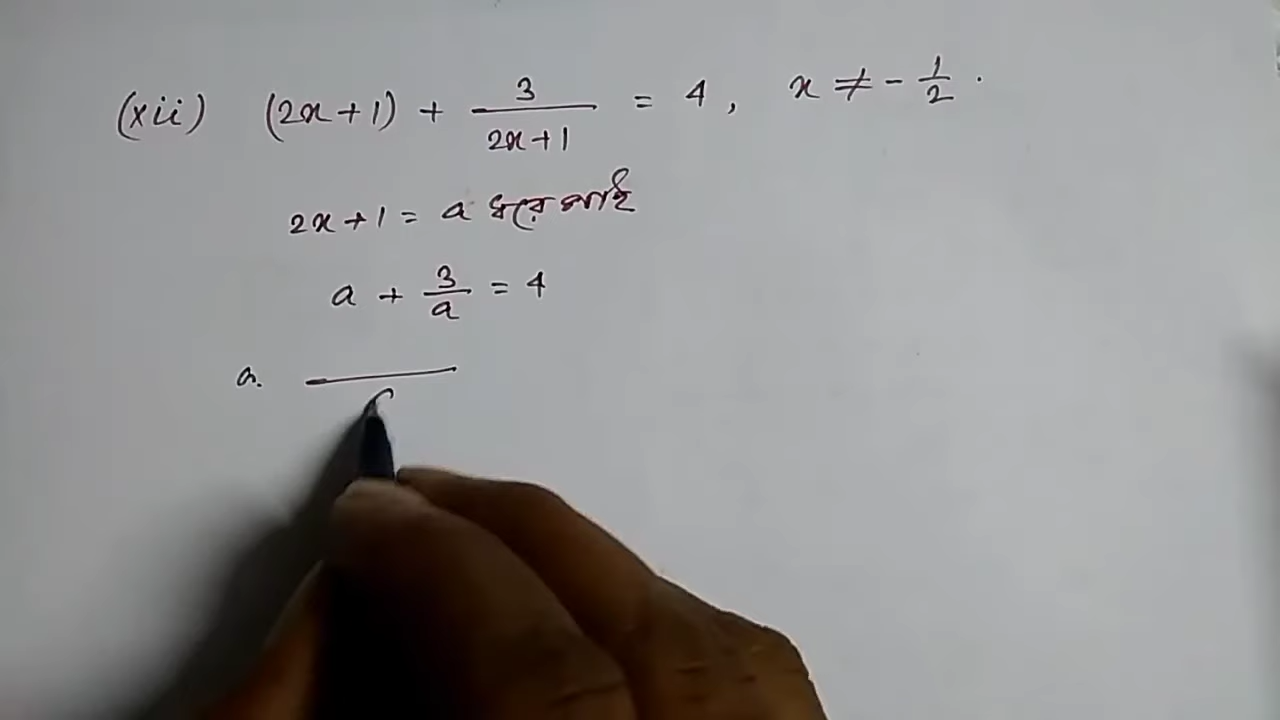 (xii) (2x+1) + 3/(2x+1) = 4, x ≠ - 1/2 .
2x+1 = a ধরে পাই
a + 3/a = 4